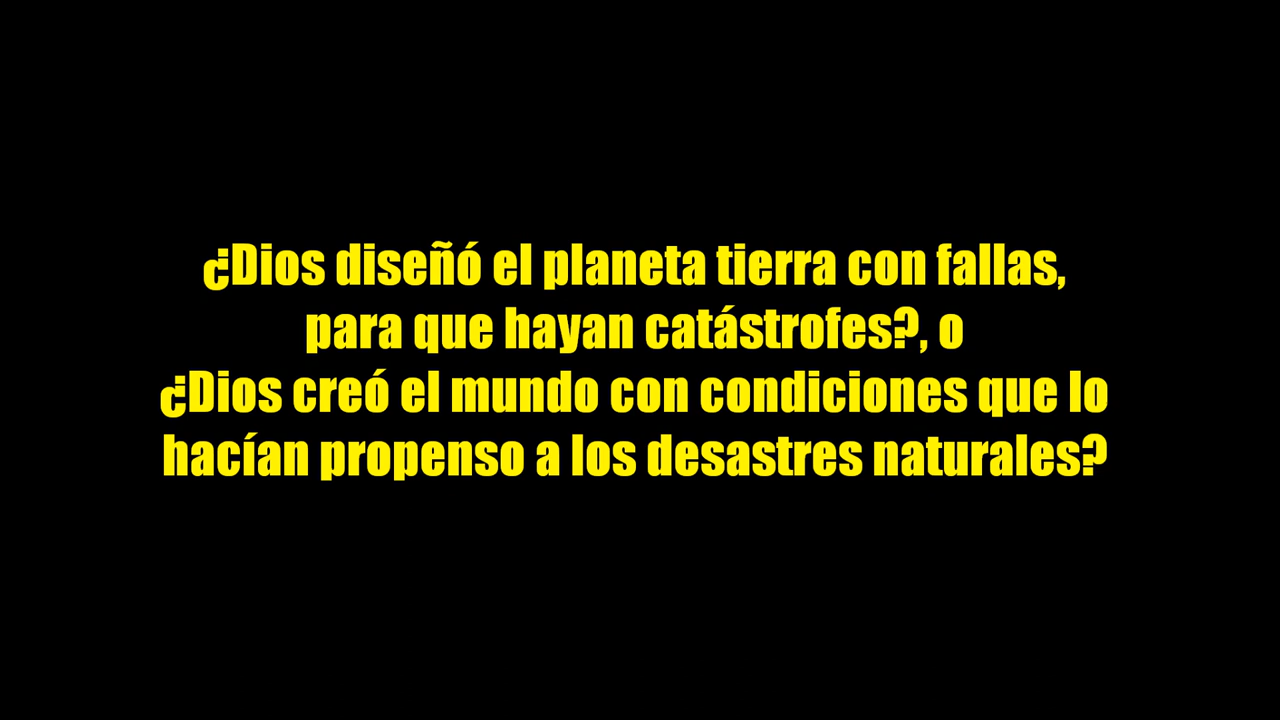 ¿Dios diseñó el planeta tierra con fallas,
para que hayan catástrofes?, o
¿Dios creó el mundo con condiciones que lo
hacían propenso a los desastres naturales?